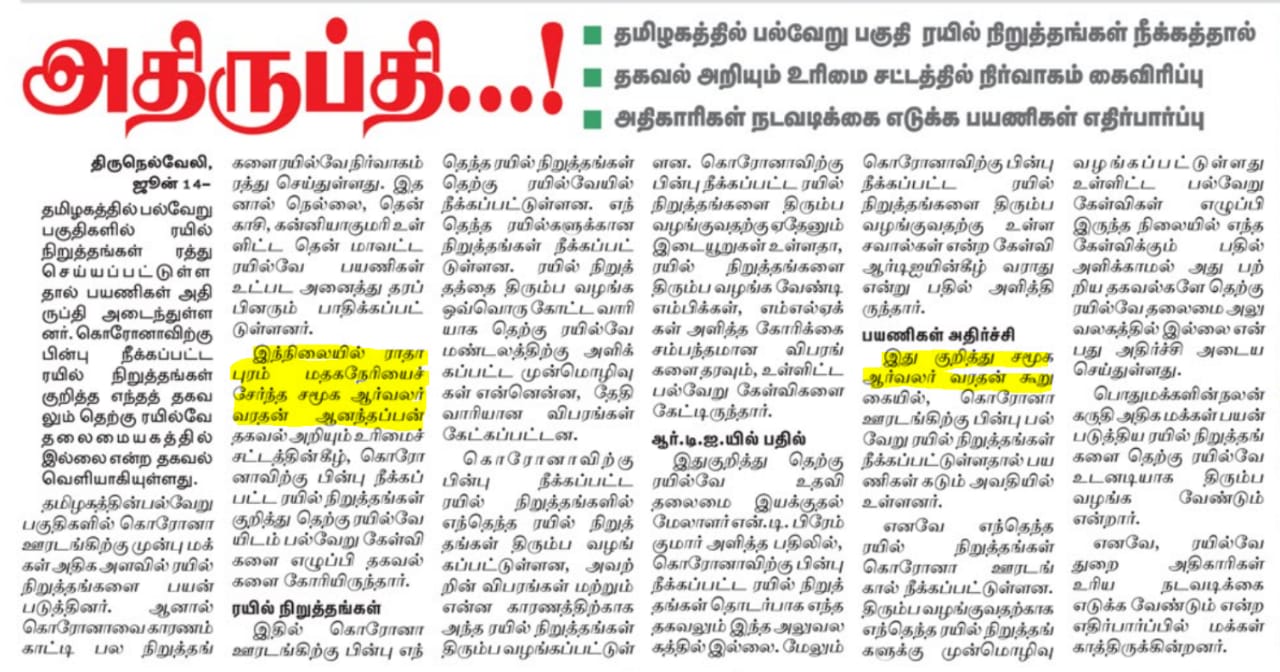 அதிருப்தி...!
தமிழகத்தில் பல்வேறு பகுதி ரயில் நிறுத்தங்கள் நீக்கத்தால்
தகவல் அறியும் உரிமை சட்டத்தில் நிர்வாகம் கைவிரிப்பு
அதிகாரிகள் நடவடிக்கை எடுக்க பயணிகள் எதிர்பார்ப்பு
திருநெல்வேலி,
ஜூன் 14–
தமிழகத்தில் பல்வேறு
பகுதிகளில் ரயில்
நிறுத்தங்கள் ரத்து
செய்யப்பட்டுள்ள
தால் பயணிகள் அதி
ருப்தி அடைந்துள்ள
னர். கொரோனாவிற்கு
பின்பு நீக்கப்பட்ட
ரயில் நிறுத்தங்கள்
குறித்த எந்தத் தகவ
லும் தெற்கு ரயில்வே
தலைமையகத்தில்
இல்லை என்ற தகவல்
வெளியாகியுள்ளது.
தமிழகத்தின் பல்வேறு
பகுதிகளில் கொரோனா
ஊரடங்கிற்கு முன்பு மக்
கள் அதிக அளவில் ரயில்
நிறுத்தங்களை பயன்
படுத்தினர். ஆனால்
கொரோனாவை காரணம்
காட்டி பல நிறுத்தங்
களை ரயில்வே நிர்வாகம்
ரத்து செய்துள்ளது. இத
னால் நெல்லை, தென்
காசி, கன்னியாகுமரி உள்
ளிட்ட தென் மாவட்ட
ரயில்வே பயணிகள்
உட்பட அனைத்து தரப்
பினரும் பாதிக்கப்பட்
டுள்ளனர்.
இந்நிலையில் ராதா
புரம் மதகநேரியைச்
சேர்ந்த சமூக ஆர்வலர்
வரதன் ஆனந்தப்பன்
தகவல் அறியும் உரிமைச்
சட்டத்தின்கீழ், கொரோ
னாவிற்கு பின்பு நீக்கப்
பட்ட ரயில் நிறுத்தங்கள்
குறித்து தெற்கு ரயில்வே
யிடம் பல்வேறு கேள்வி
களை எழுப்பி தகவல்
களை கோரியிருந்தார்.
ரயில் நிறுத்தங்கள்
இதில் கொரோனா
ஊரடங்கிற்கு பின்பு எந்
தெந்த ரயில் நிறுத்தங்கள்
தெற்கு ரயில்வேயில்
நீக்கப்பட்டுள்ளன. எந்
தெந்த ரயில்களுக்கான
நிறுத்தங்கள் நீக்கப்பட்
டுள்ளன. ரயில் நிறுத்
தத்தை திரும்ப வழங்க
ஒவ்வொரு கோட்ட வாரி
யாக தெற்கு ரயில்வே
மண்டலத்திற்கு அளிக்
கப்பட்ட முன்மொழிவு
கள் என்னென்ன, தேதி
வாரியான விபரங்கள்
கேட்கப்பட்டன.
கொரோனாவிற்கு
பின்பு நீக்கப்பட்ட
ரயில் நிறுத்தங்களில்
எந்தெந்த ரயில் நிறுத்
தங்கள் திரும்ப வழங்
கப்பட்டுள்ளன, அவற்
றின் விபரங்கள் மற்றும்
என்ன காரணத்திற்காக
அந்த ரயில் நிறுத்தங்கள்
திரும்ப வழங்கப்பட்டுள்
ளன. கொரோனாவிற்கு
பின்பு நீக்கப்பட்ட ரயில்
நிறுத்தங்களை திரும்ப
வழங்குவதற்கு ஏதேனும்
இடையூறுகள் உள்ளதா,
ரயில் நிறுத்தங்களை
திரும்ப வழங்க வேண்டி
எம்பிக்கள், எம்எல்ஏக்
கள் அளித்த கோரிக்கை
சம்பந்தமான விபரங்
களை தரவும், உள்ளிட்ட
பல்வேறு கேள்விகளை
கேட்டிருந்தார்.
ஆர்.டி.ஐ.யில் பதில்
இதுகுறித்து தெற்கு
ரயில்வே உதவி
தலைமை இயக்குதல்
மேலாளர் என்.டி. பிரேம்
குமார் அளித்த பதிலில்,
கொரோனாவிற்கு பின்பு
நீக்கப்பட்ட ரயில் நிறுத்
தங்கள் தொடர்பாக எந்த
தகவலும் இந்த அலுவல
கத்தில் இல்லை. மேலும்
கொரோனாவிற்கு பின்பு
நீக்கப்பட்ட ரயில்
நிறுத்தங்களை திரும்ப
வழங்குவதற்கு உள்ள
சவால்கள் என்ற கேள்வி
ஆர்டிஐயின்கீழ் வராது
என்று பதில் அளித்தி
ருந்தார்.
பயணிகள் அதிர்ச்சி
இது குறித்து சமூக
ஆர்வலர் வரதன் கூறு
கையில், கொரோனா
ஊரடங்கிற்கு பின்பு பல்
வேறு ரயில் நிறுத்தங்கள்
நீக்கப்பட்டுள்ளதால் பய
ணிகள் கடும் அவதியில்
உள்ளனர்.
எனவே எந்தெந்த
ரயில் நிறுத்தங்கள்
கொரோனா ஊரடங்
கால் நீக்கப்பட்டுள்ளன.
திரும்ப வழங்குவதற்காக
எந்தெந்த ரயில் நிறுத்தங்
களுக்கு முன்மொழிவு
வழங்கப்பட்டுள்ளது
உள்ளிட்ட பல்வேறு
கேள்விகள் எழுப்பி
இருந்த நிலையில் எந்த
கேள்விக்கும் பதில்
அளிக்காமல் அது பற்
றிய தகவல்களே தெற்கு
ரயில்வே தலைமை அலு
வலகத்தில் இல்லை என்
பது அதிர்ச்சி அடைய
செய்துள்ளது.
பொதுமக்களின் நலன்
கருதி அதிக மக்கள் பயன்
படுத்திய ரயில் நிறுத்தங்
களை தெற்கு ரயில்வே
உடனடியாக திரும்ப
வழங்க வேண்டும்
என்றார்.
எனவே, ரயில்வே
துறை அதிகாரிகள்
உரிய நடவடிக்கை
எடுக்க வேண்டும் என்ற
எதிர்பார்ப்பில் மக்கள்
காத்திருக்கின்றனர்.